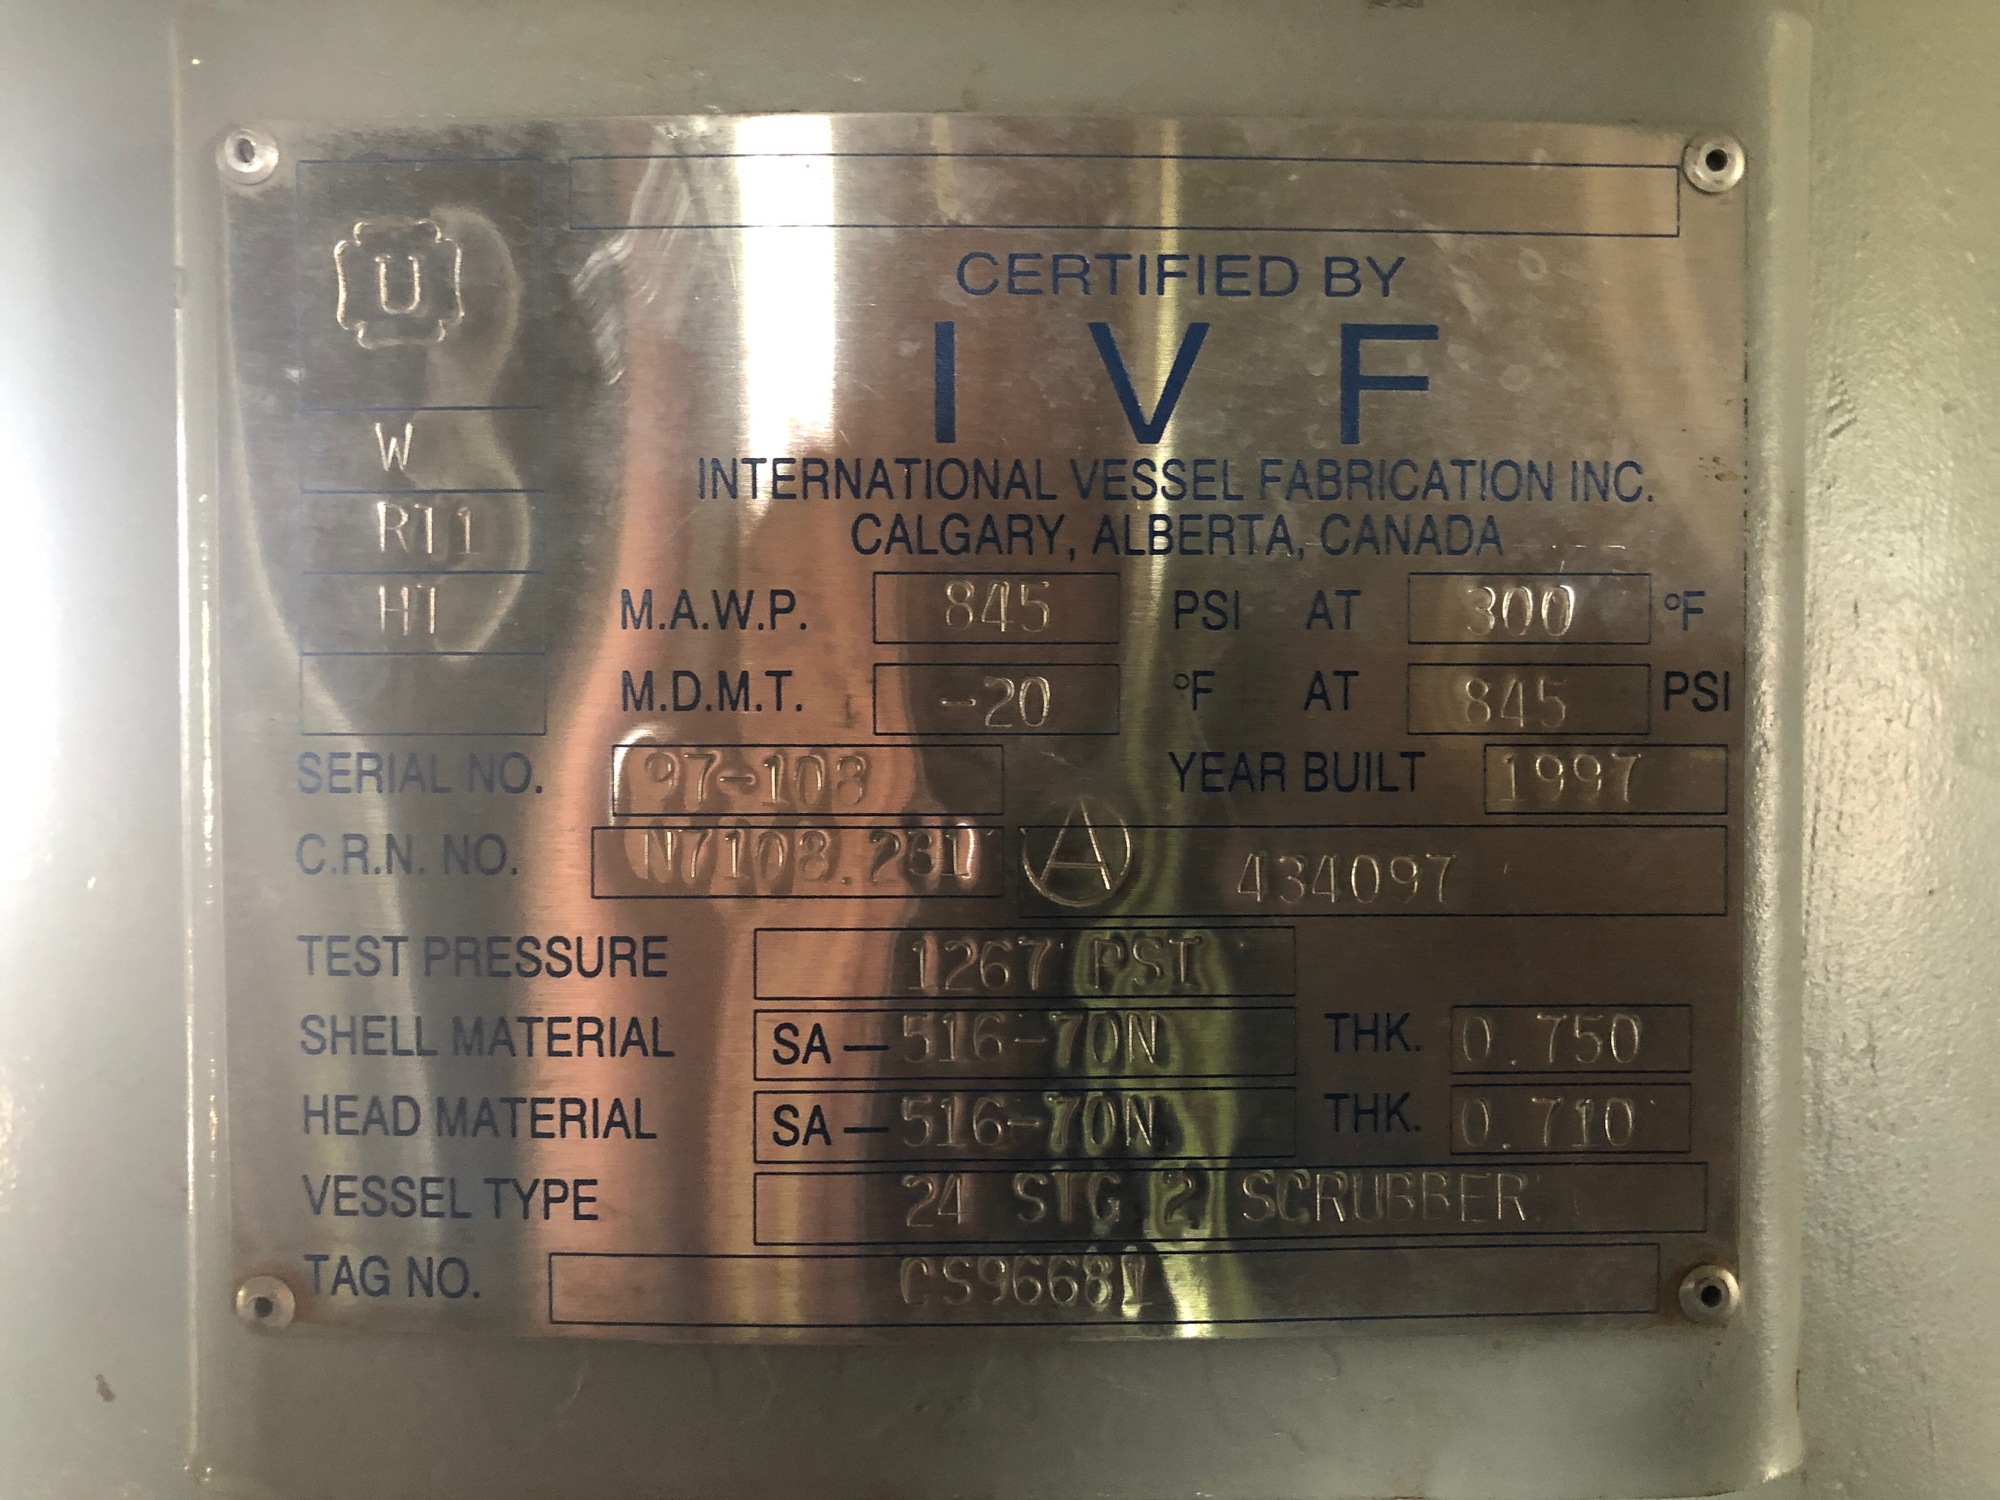 U
W
RT1
HT
CERTIFIED BY
I V F
INTERNATIONAL VESSEL FABRICATION INC.
CALGARY, ALBERTA, CANADA
M.A.W.P. 845 PSI AT 300 °F
M.D.M.T. -20 °F AT 845 PSI
SERIAL NO. 97-108 YEAR BUILT 1997
C.R.N. NO. N7108.231 A 434097
TEST PRESSURE 1267 PSI
SHELL MATERIAL SA — 516-70N THK. 0.750
HEAD MATERIAL SA — 516-70N THK. 0.710
VESSEL TYPE 24 STG 2 SCRUBBER
TAG NO. CS96681